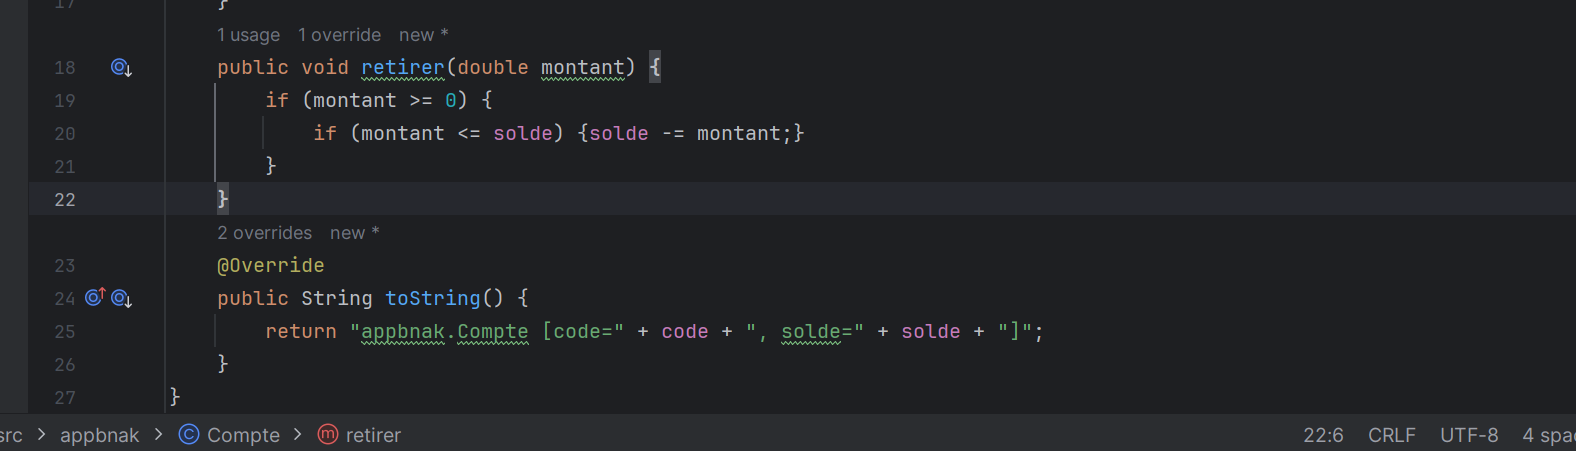 17 }
1 usage 1 override new *
18 public void retirer(double montant) {
19 if (montant >= 0) {
20 if (montant <= solde) {solde -= montant;}
21 }
22 }
2 overrides new *
23 @Override
24 public String toString() {
25 return "appbnak.Compte [code=" + code + ", solde=" + solde + "]";
26 }
27 }
src > appbnak > C Compte > m retirer 22:6 CRLF UTF-8 4 spa